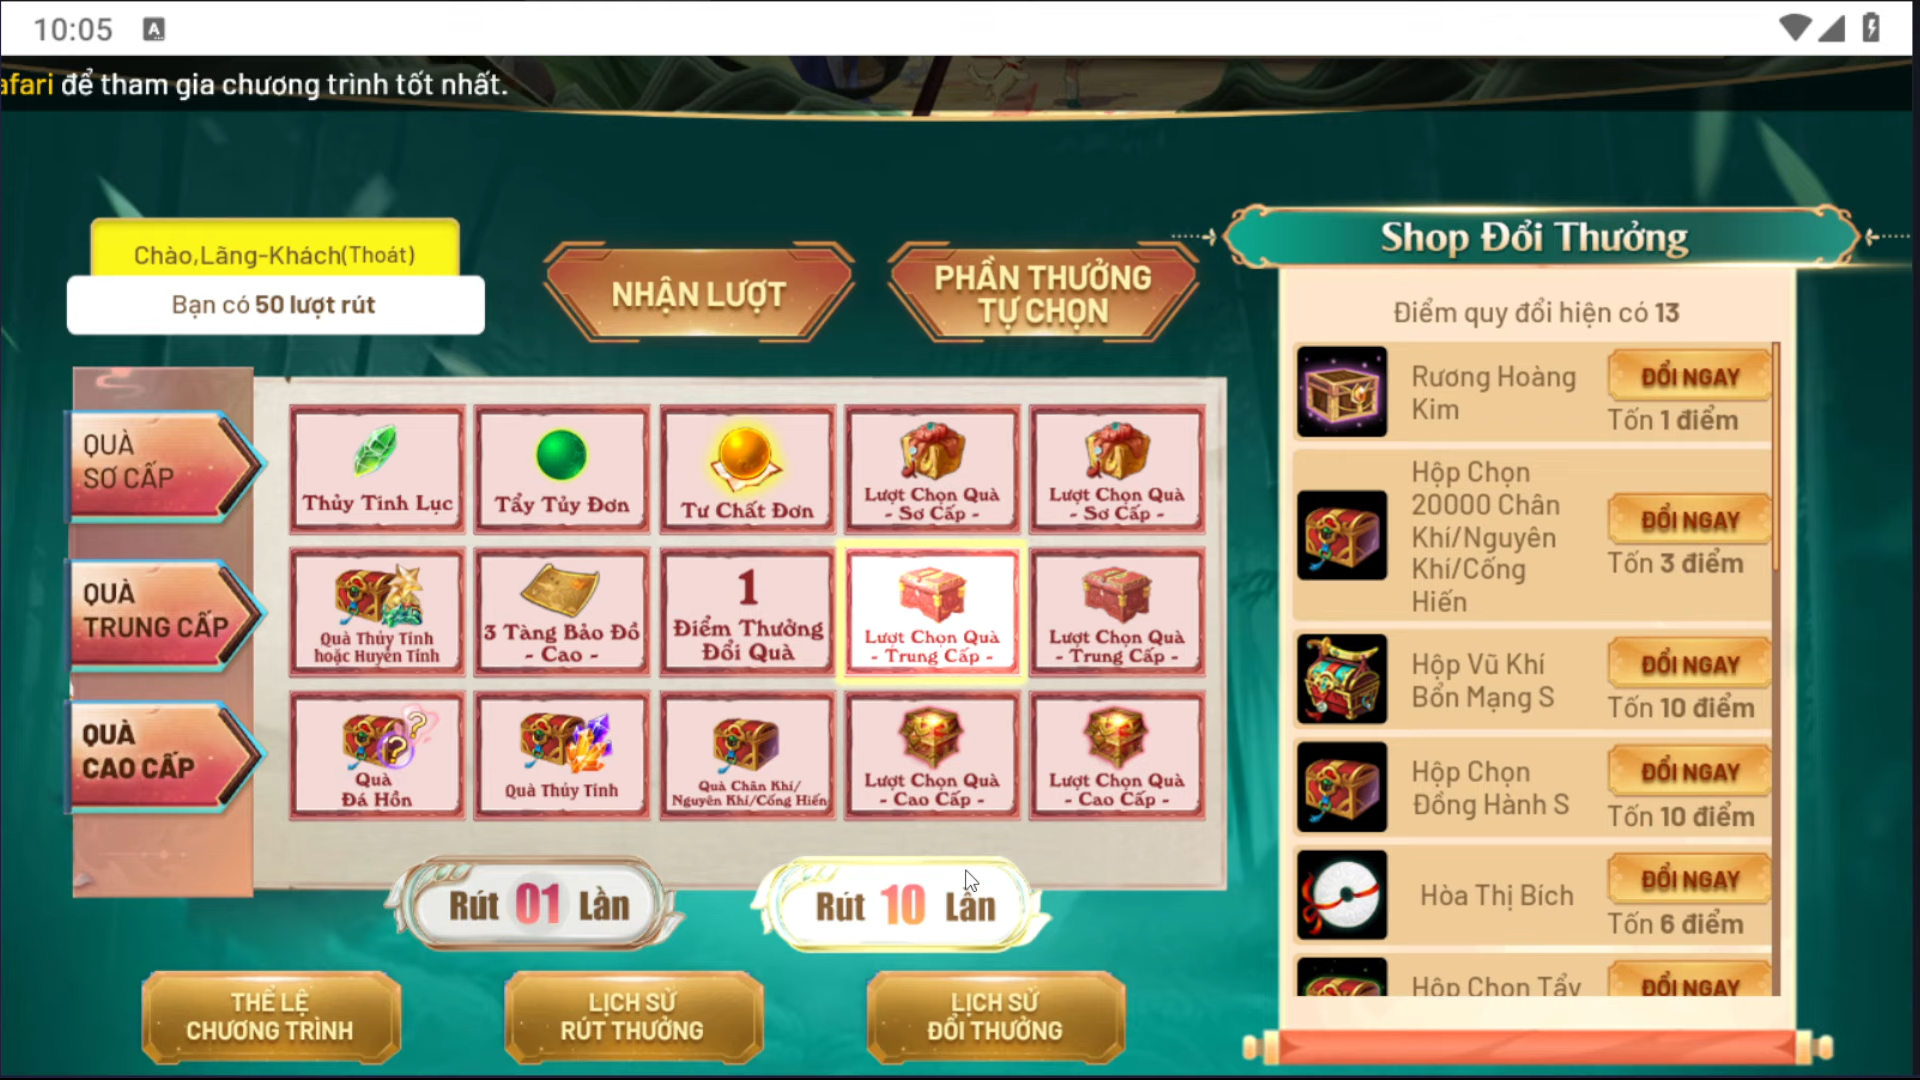 10:05
A
afari để tham gia chương trình tốt nhất.
Chào,Lãng-Khách(Thoát)
Bạn có 50 lượt rút
NHẬN LƯỢT
PHẦN THƯỞNG
TỰ CHỌN
QUÀ
SƠ CẤP
QUÀ
TRUNG CẤP
QUÀ
CAO CẤP
Thủy Tinh Lục
Tẩy Tủy Đơn
Tư Chất Đơn
Lượt Chọn Quà
- Sơ Cấp -
Lượt Chọn Quà
- Sơ Cấp -
Quà Thủy Tinh
hoặc Huyền Tinh
3 Tàng Bảo Đồ
- Cao -
1
Điểm Thưởng
Đổi Quà
Lượt Chọn Quà
- Trung Cấp -
Lượt Chọn Quà
- Trung Cấp -
Quà
Đá Hồn
Quà Thủy Tinh
Quà Chân Khí/
Nguyên Khí/Cống Hiến
Lượt Chọn Quà
- Cao Cấp -
Lượt Chọn Quà
- Cao Cấp -
Rút 01 Lần
Rút 10 Lần
THỂ LỆ
CHƯƠNG TRÌNH
LỊCH SỬ
RÚT THƯỞNG
LỊCH SỬ
ĐỔI THƯỞNG
Shop Đổi Thưởng
Điểm quy đổi hiện có 13
Rương Hoàng
Kim
ĐỔI NGAY
Tốn 1 điểm
Hộp Chọn
20000 Chân
Khí/Nguyên
Khí/Cống
Hiến
ĐỔI NGAY
Tốn 3 điểm
Hộp Vũ Khí
Bổn Mạng S
ĐỔI NGAY
Tốn 10 điểm
Hộp Chọn
Đồng Hành S
ĐỔI NGAY
Tốn 10 điểm
Hòa Thị Bích
ĐỔI NGAY
Tốn 6 điểm
Hộp Chọn Tẩy
ĐỔI NGAY